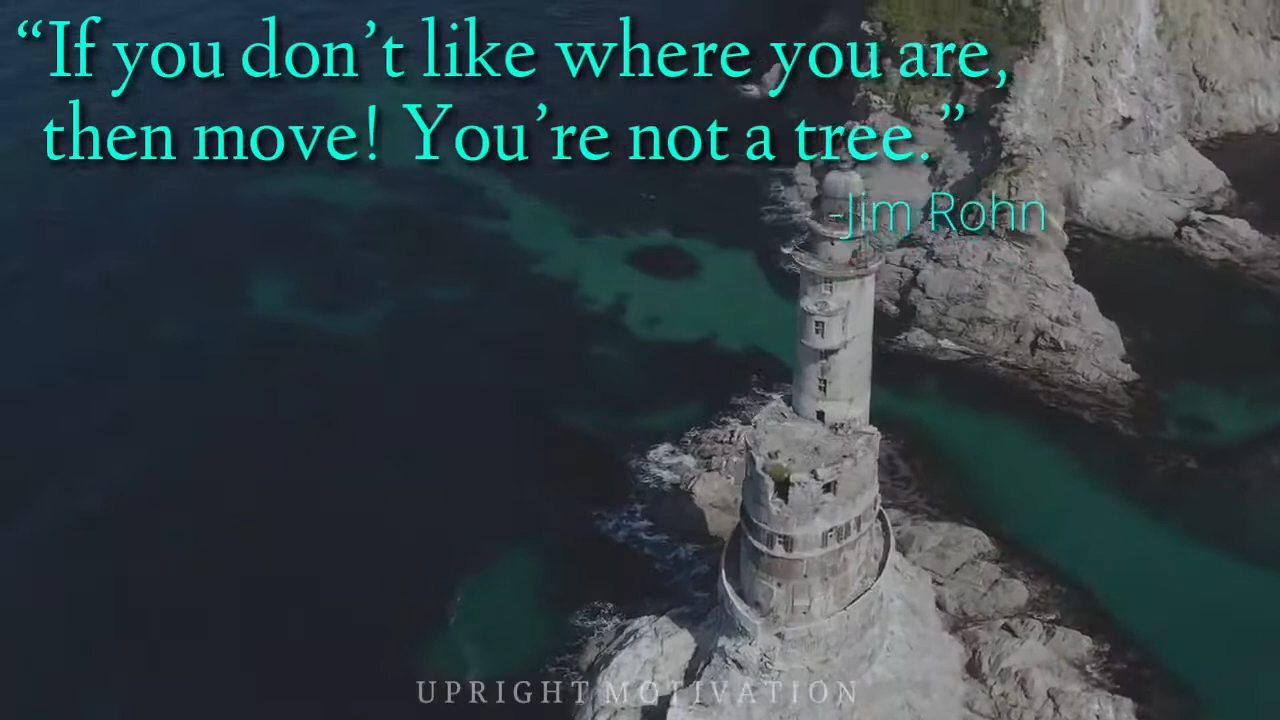 “If you don’t like where you are,
then move! You’re not a tree.”
-Jim Rohn
UPRIGHT MOTIVATION